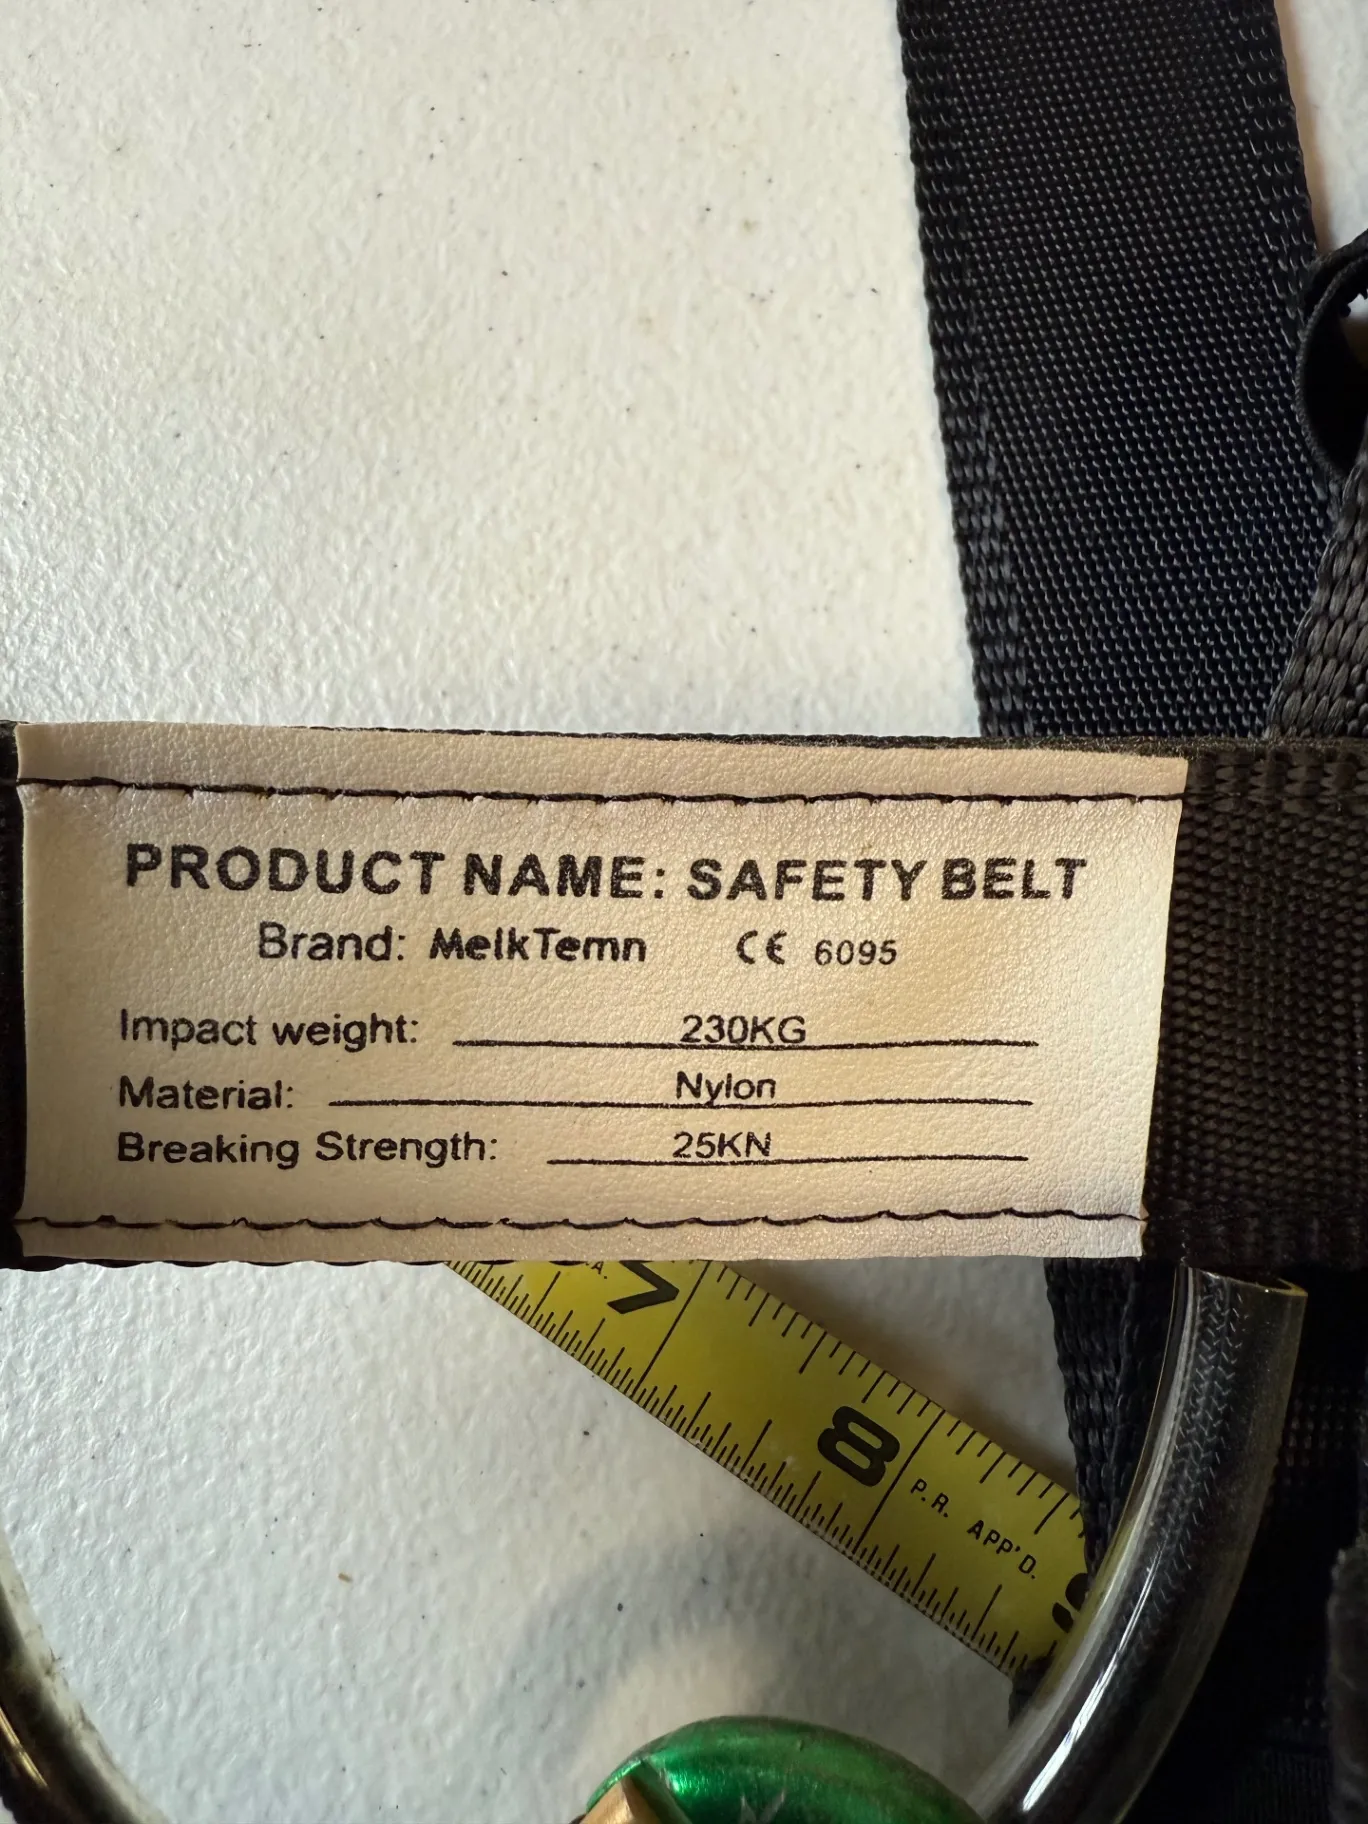 PRODUCT NAME: SAFETY BELT
Brand: MelkTemn CE 6095
Impact weight: 230KG
Material: Nylon
Breaking Strength: 25KN
A.
7
8
P.R. APP'D.